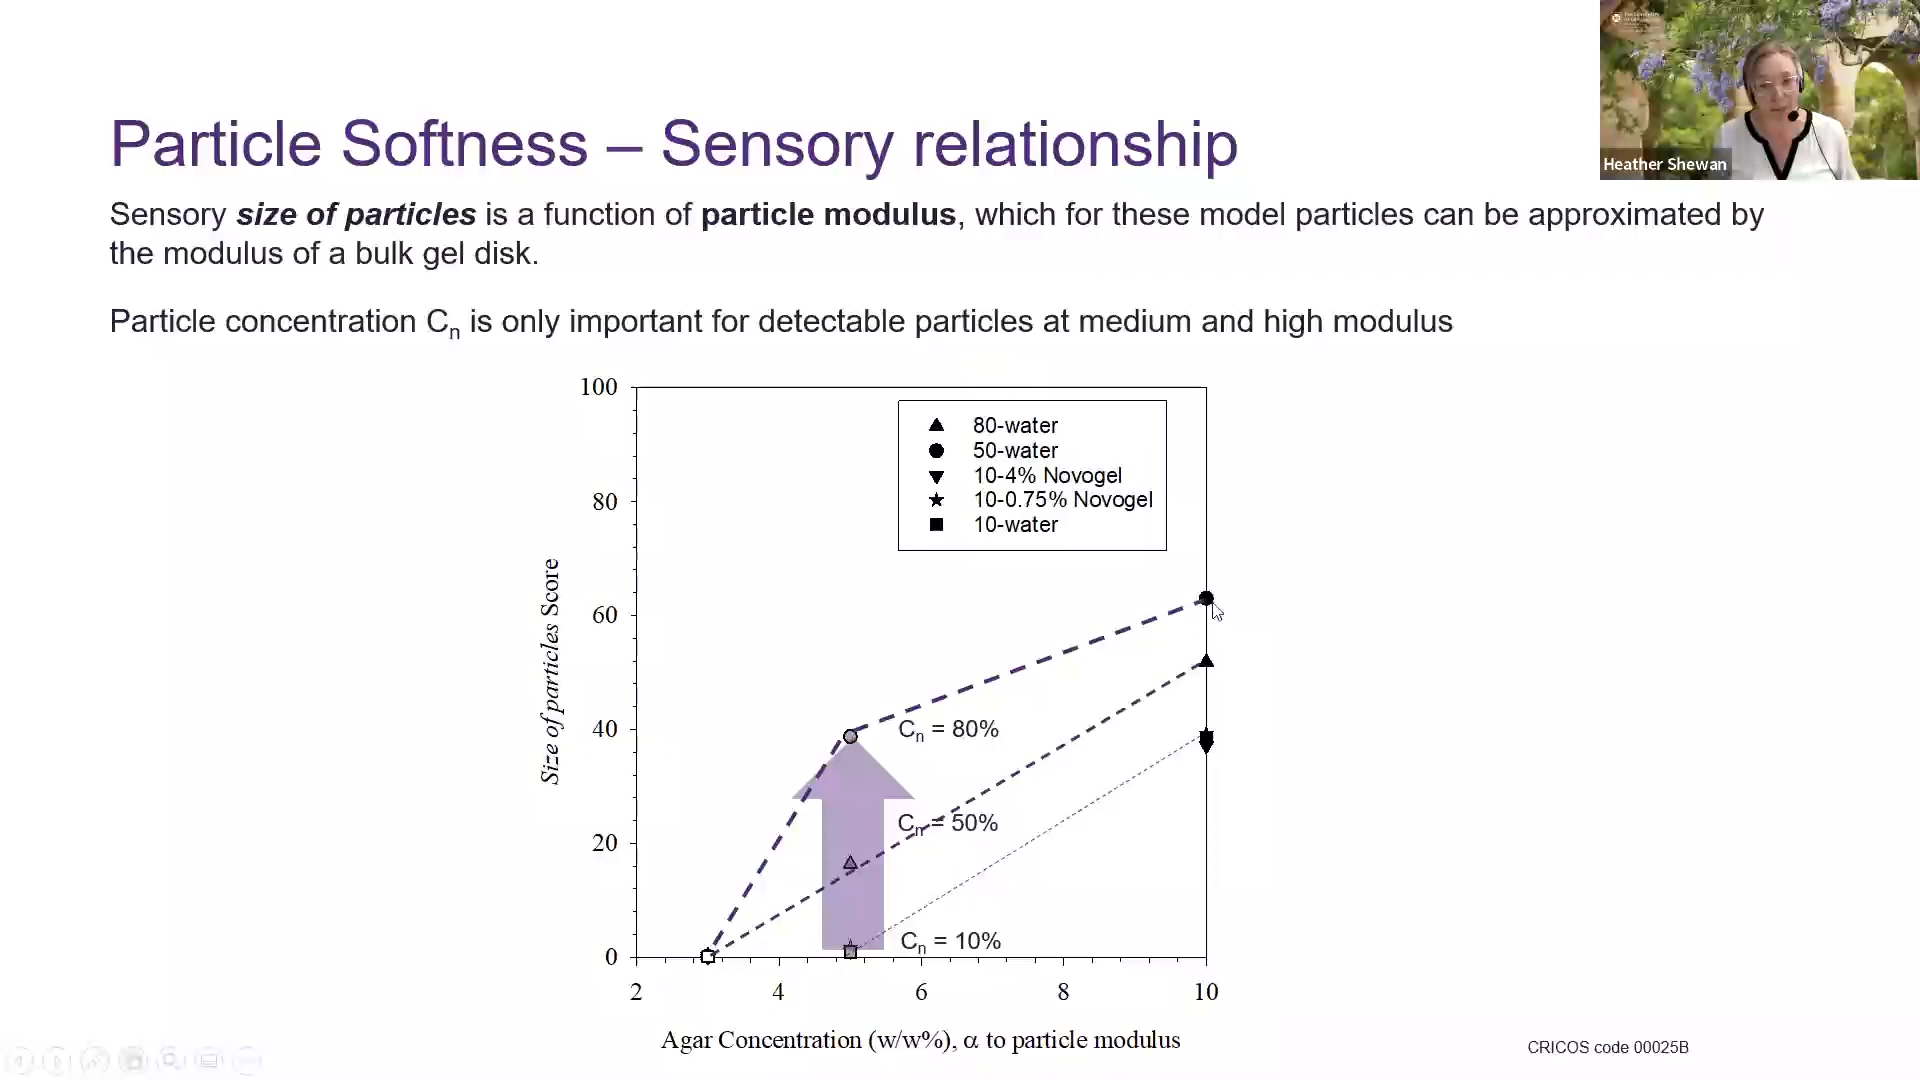 Heather Shewan
Particle Softness – Sensory relationship
Sensory size of particles is a function of particle modulus, which for these model particles can be approximated by
the modulus of a bulk gel disk.
Particle concentration Cn is only important for detectable particles at medium and high modulus
100
80
60
40
20
0
Size of particles Score
80-water
50-water
10-4% Novogel
10-0.75% Novogel
10-water
Cn = 80%
Cn = 50%
Cn = 10%
2 4 6 8 10
Agar Concentration (w/w%), α to particle modulus
CRICOS code 00025B